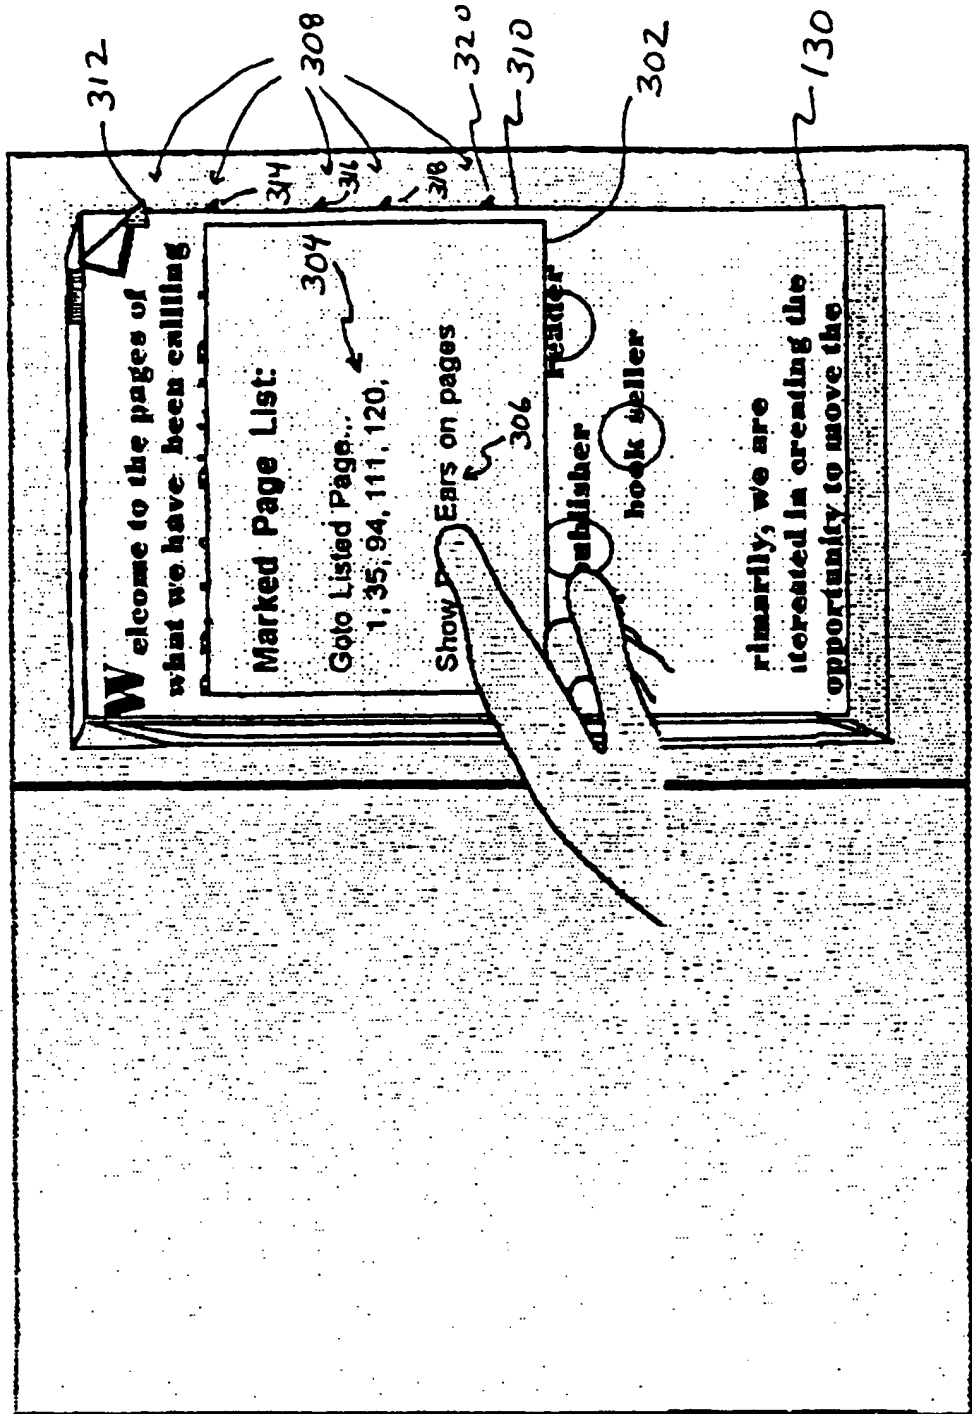 312
308
320
310
302
130
314
316
318
Welcome to the pages of
what we have been calling
Marked Page List:
304
Goto Listed Page...
1, 35, 94, 111, 120,
Show Ears on pages
306
reader
ublisher
hook seller
rimarily, we are
iterested in creating the
opportunity to move the